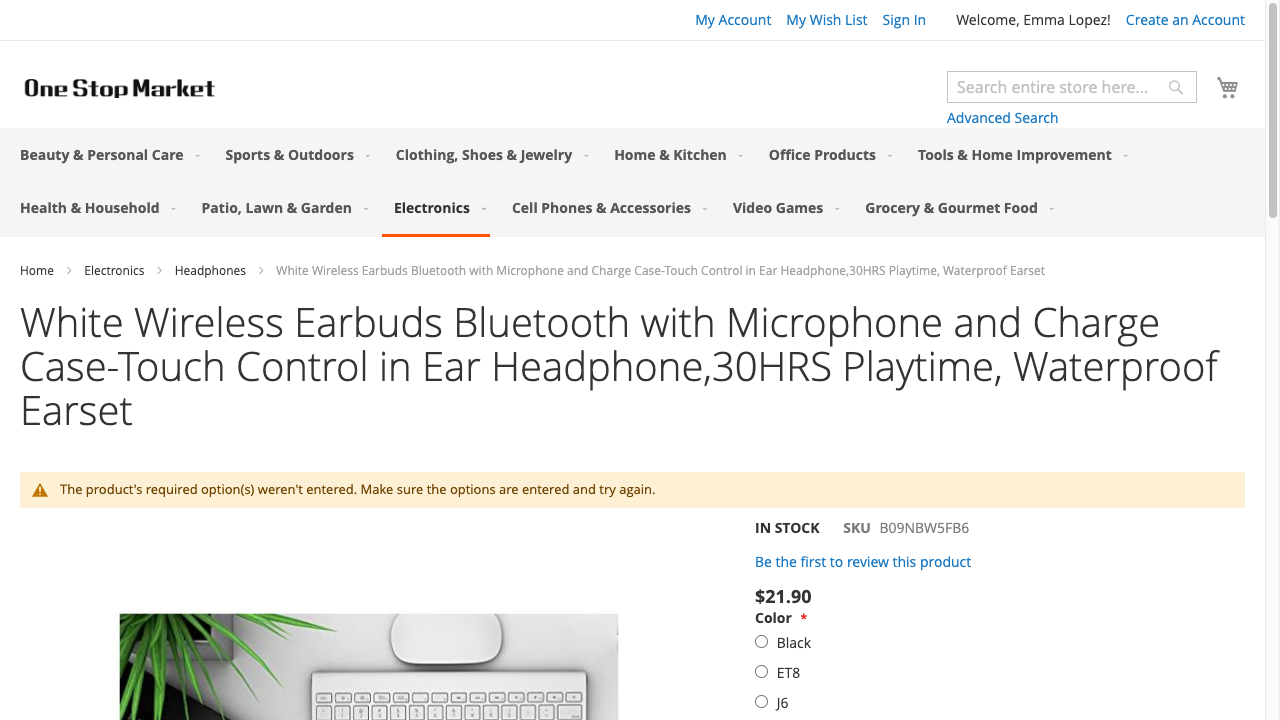 My Account My Wish List Sign In Welcome, Emma Lopez! Create an Account
One Stop Market
Search entire store here...
Advanced Search
Beauty & Personal Care Sports & Outdoors Clothing, Shoes & Jewelry Home & Kitchen Office Products Tools & Home Improvement
Health & Household Patio, Lawn & Garden Electronics Cell Phones & Accessories Video Games Grocery & Gourmet Food
Home Electronics Headphones White Wireless Earbuds Bluetooth with Microphone and Charge Case-Touch Control in Ear Headphone,30HRS Playtime, Waterproof Earset
White Wireless Earbuds Bluetooth with Microphone and Charge
Case-Touch Control in Ear Headphone,30HRS Playtime, Waterproof
Earset
The product's required option(s) weren't entered. Make sure the options are entered and try again.
IN STOCK SKU B09NBW5FB6
Be the first to review this product
$21.90
Color *
Black
ET8
J6